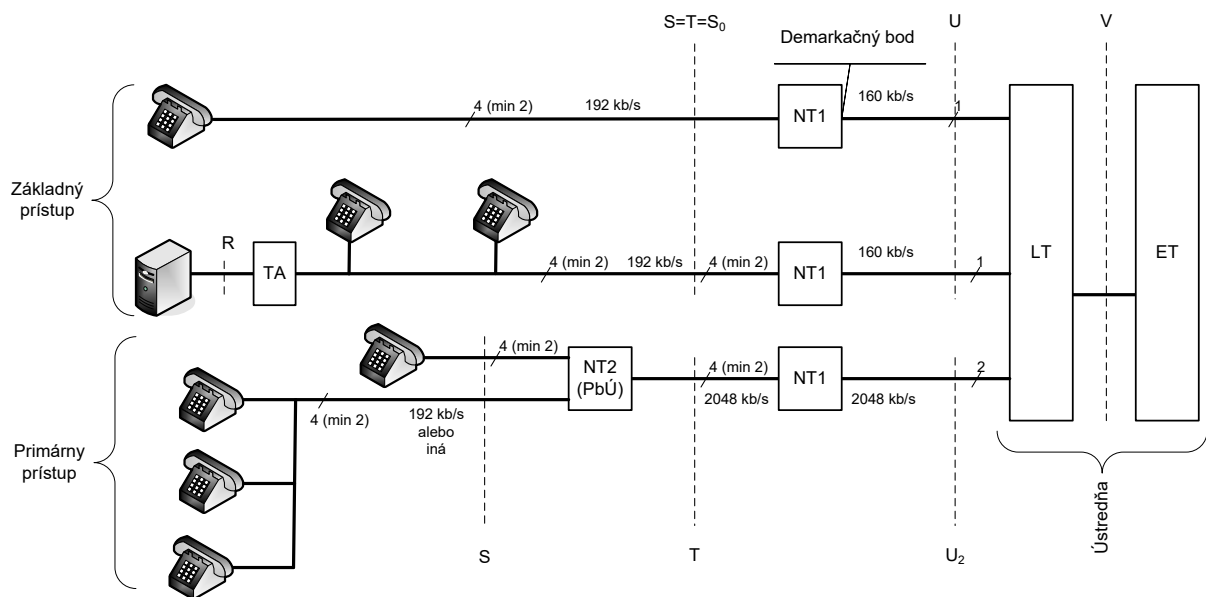 S=T=S₀
U
V
Demarkačný bod
4 (min 2)
192 kb/s
NT1
160 kb/s
1
Základný
prístup
R
TA
4 (min 2)
192 kb/s
4 (min 2)
NT1
160 kb/s
1
LT
ET
4 (min 2)
NT2
(PbÚ)
4 (min 2)
2048 kb/s
NT1
2048 kb/s
2
4 (min 2)
192 kb/s
alebo
iná
Primárny
prístup
S
T
U₂
Ústredňa